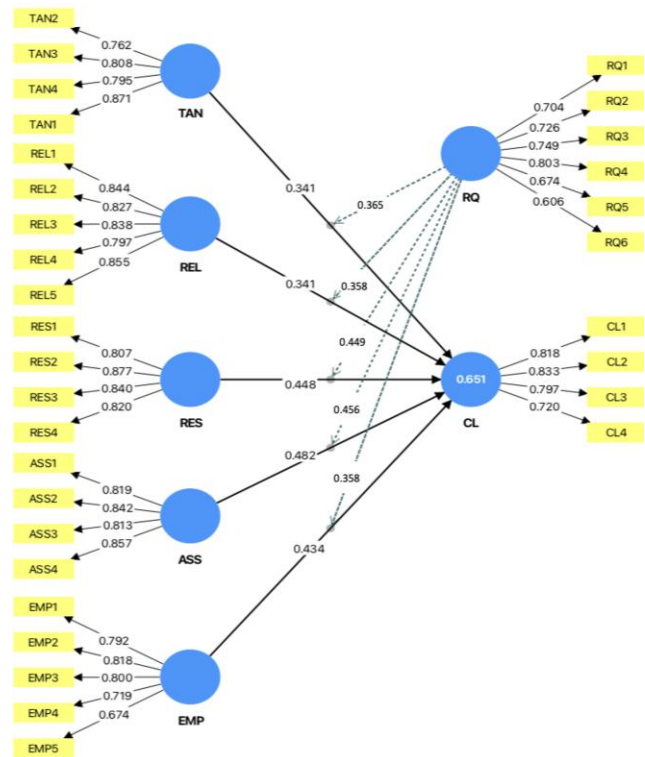 TAN2
TAN3
TAN4
TAN1
0.762
0.808
0.795
0.871
TAN
REL1
REL2
REL3
REL4
REL5
0.844
0.827
0.838
0.797
0.855
REL
RES1
RES2
RES3
RES4
0.807
0.877
0.840
0.820
RES
ASS1
ASS2
ASS3
ASS4
0.819
0.842
0.813
0.857
ASS
EMP1
EMP2
EMP3
EMP4
EMP5
0.792
0.818
0.800
0.719
0.674
EMP
0.341
0.341
0.448
0.482
0.434
0.365
0.358
0.449
0.456
0.358
RQ
0.704
0.726
0.749
0.803
0.674
0.606
RQ1
RQ2
RQ3
RQ4
RQ5
RQ6
0.651
CL
0.818
0.833
0.797
0.720
CL1
CL2
CL3
CL4